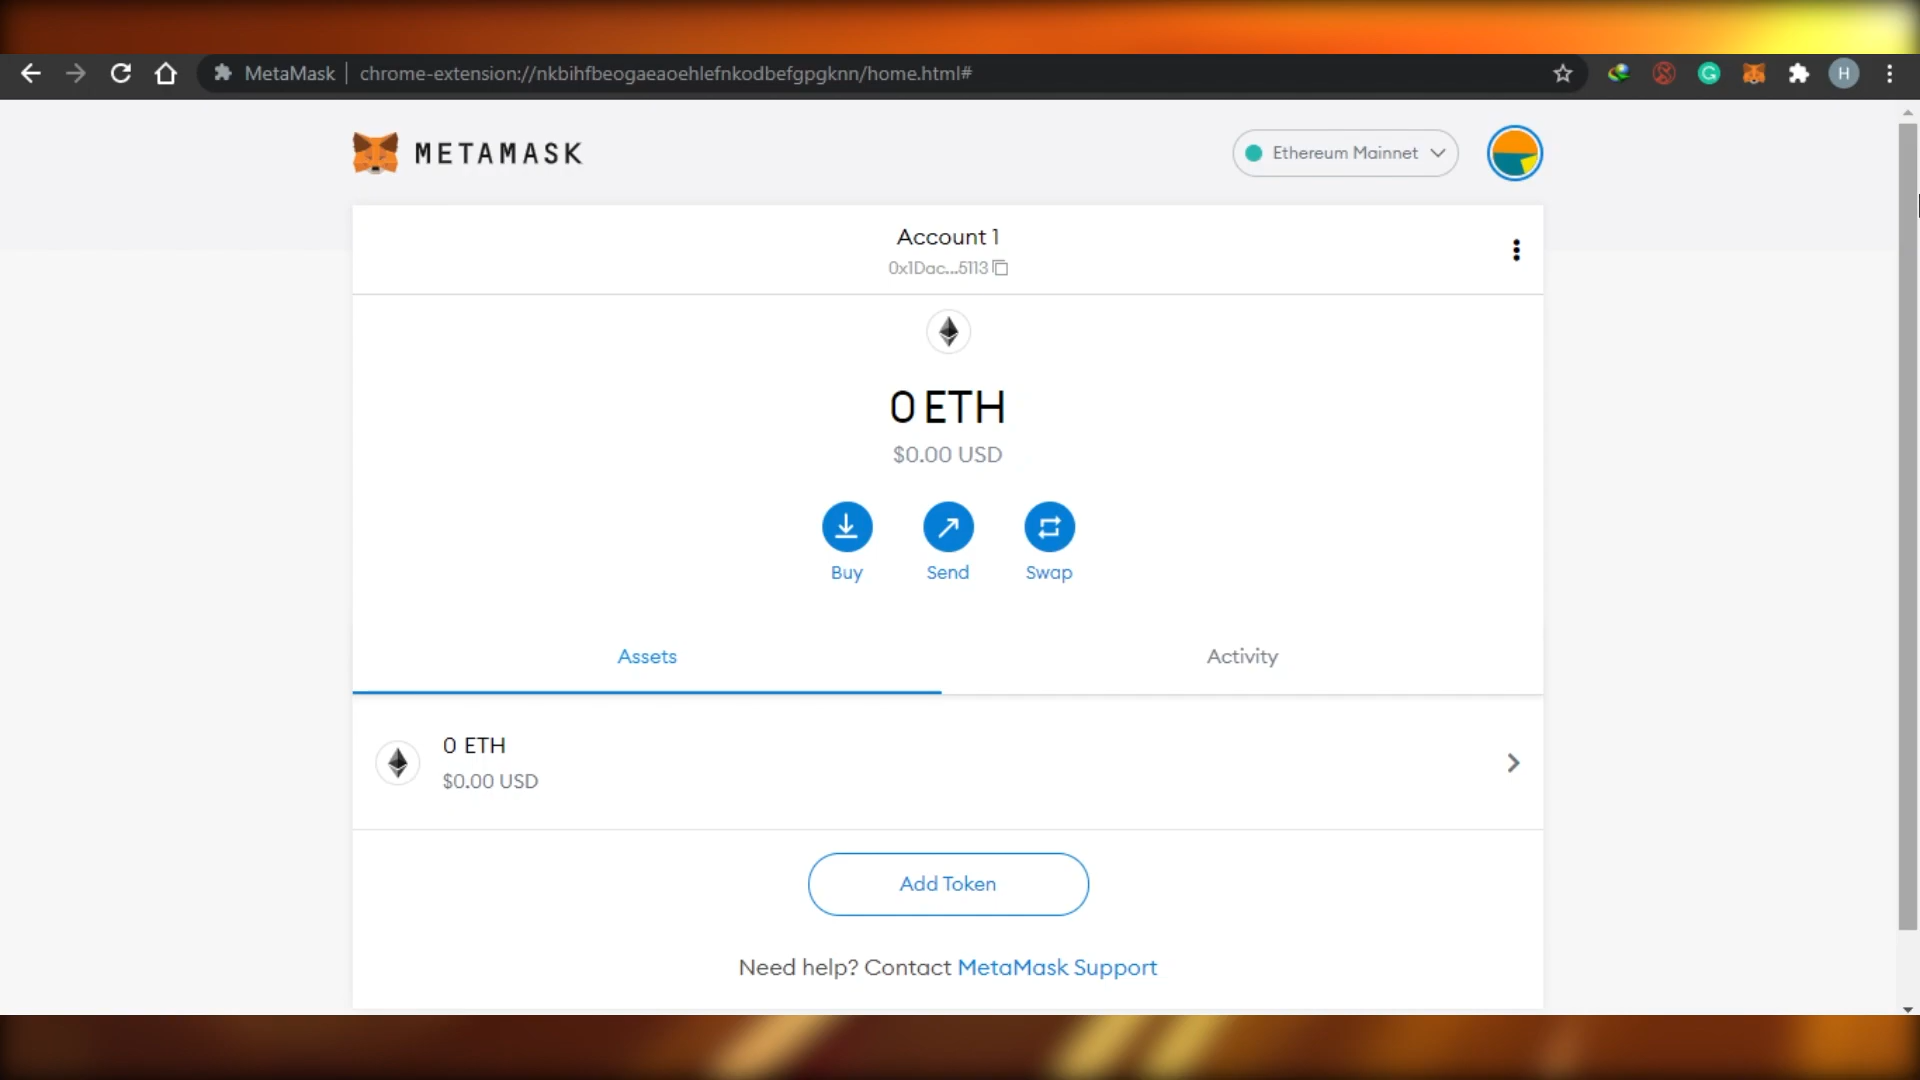 MetaMask | chrome-extension://nkbihfbeogaeaoehlefnkodbefgpgknn/home.html#
H
METAMASK
Ethereum Mainnet
Account 1
0x1Dac...5113
0 ETH
$0.00 USD
Buy
Send
Swap
Assets
Activity
0 ETH
$0.00 USD
Add Token
Need help? Contact MetaMask Support